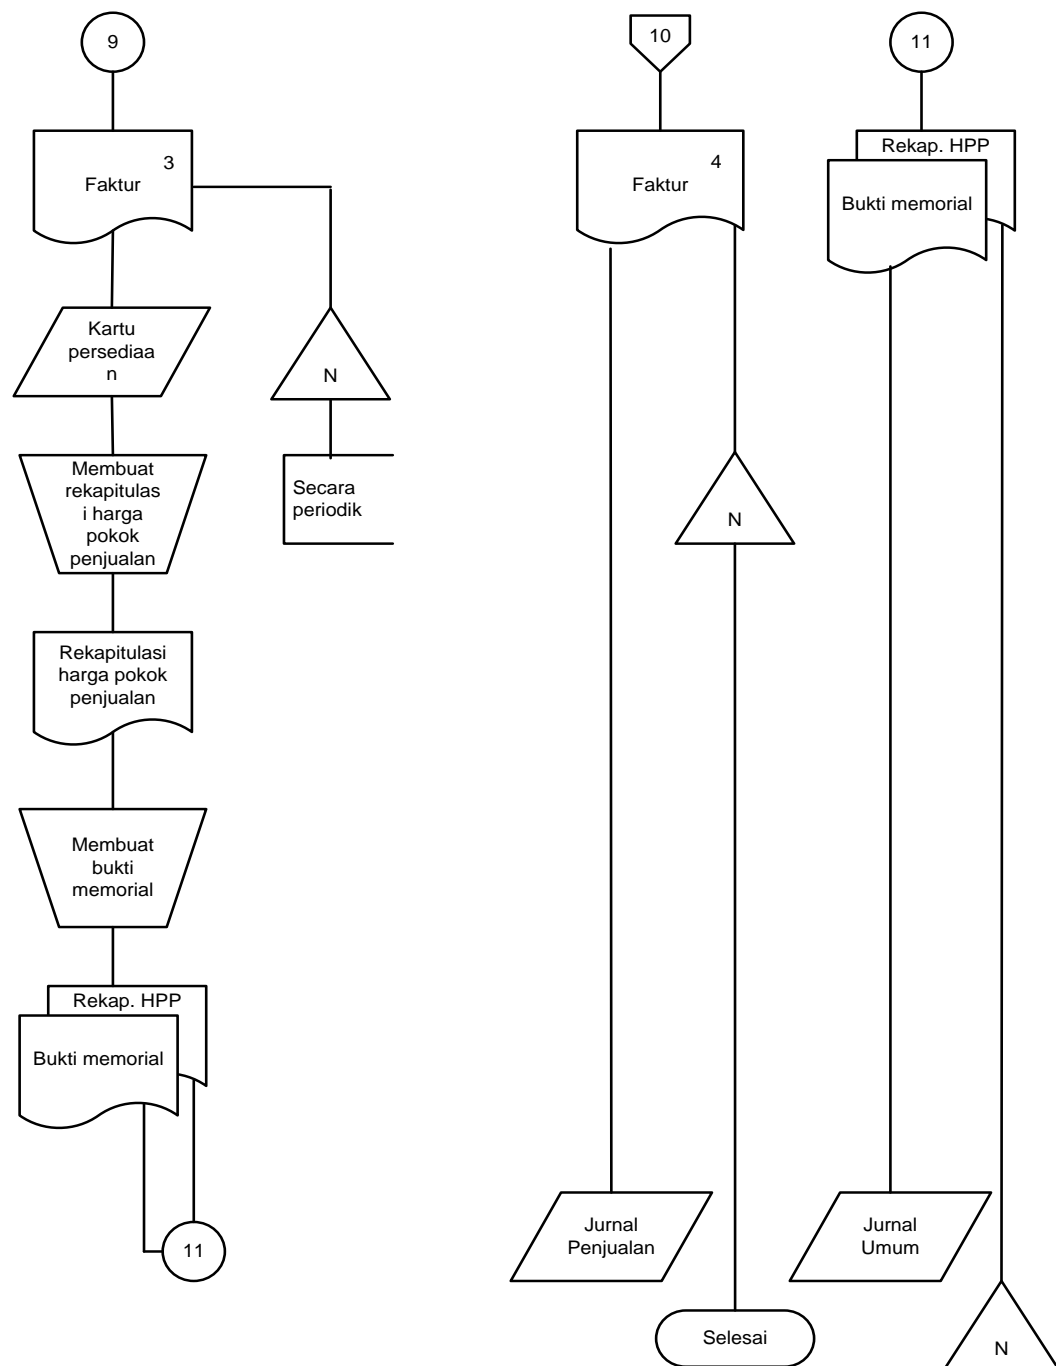 9
3
Faktur
Kartu
persediaa
n
N
Membuat
rekapitulas
i harga
pokok
penjualan
Secara
periodik
Rekapitulasi
harga pokok
penjualan
Membuat
bukti
memorial
Rekap. HPP
Bukti memorial
11
10
4
Faktur
N
Jurnal
Penjualan
Selesai
11
Rekap. HPP
Bukti memorial
Jurnal
Umum
N